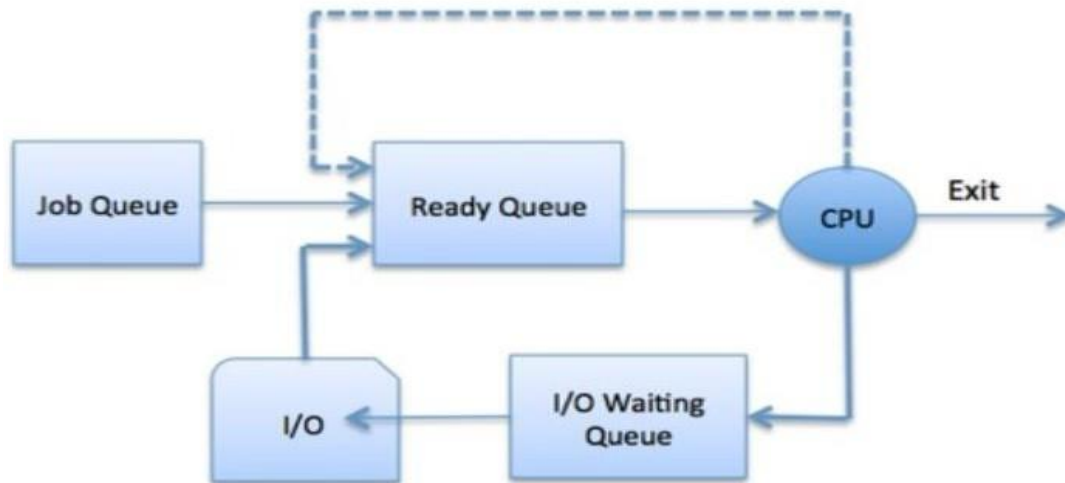 Job Queue
Ready Queue
CPU
Exit
I/O
I/O Waiting
Queue